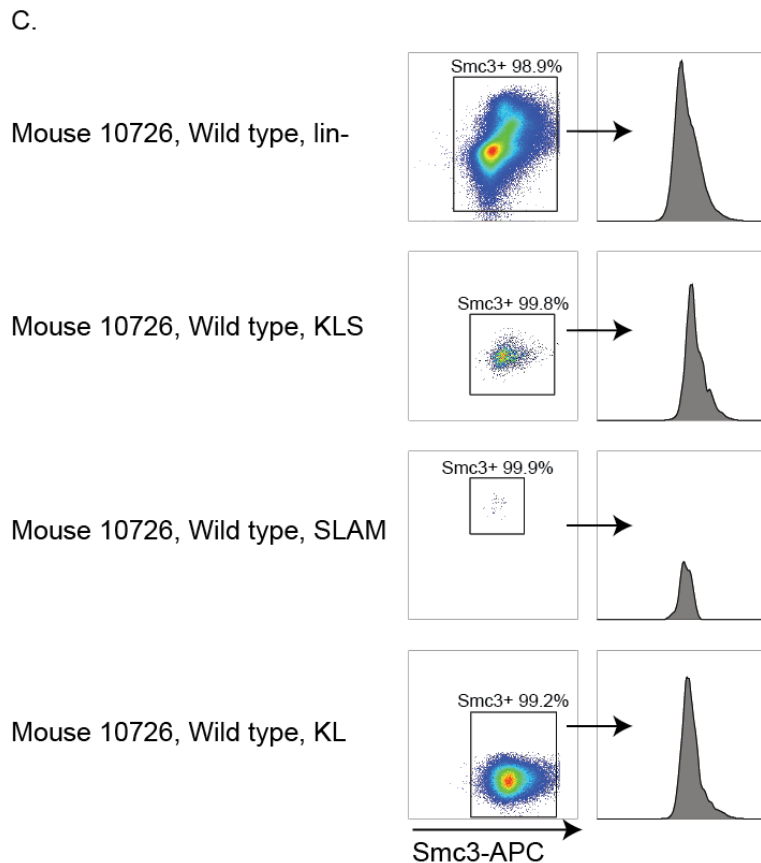 C.
Smc3+ 98.9%
Mouse 10726, Wild type, lin-
Smc3+ 99.8%
Mouse 10726, Wild type, KLS
Smc3+ 99.9%
Mouse 10726, Wild type, SLAM
Smc3+ 99.2%
Mouse 10726, Wild type, KL
Smc3-APC